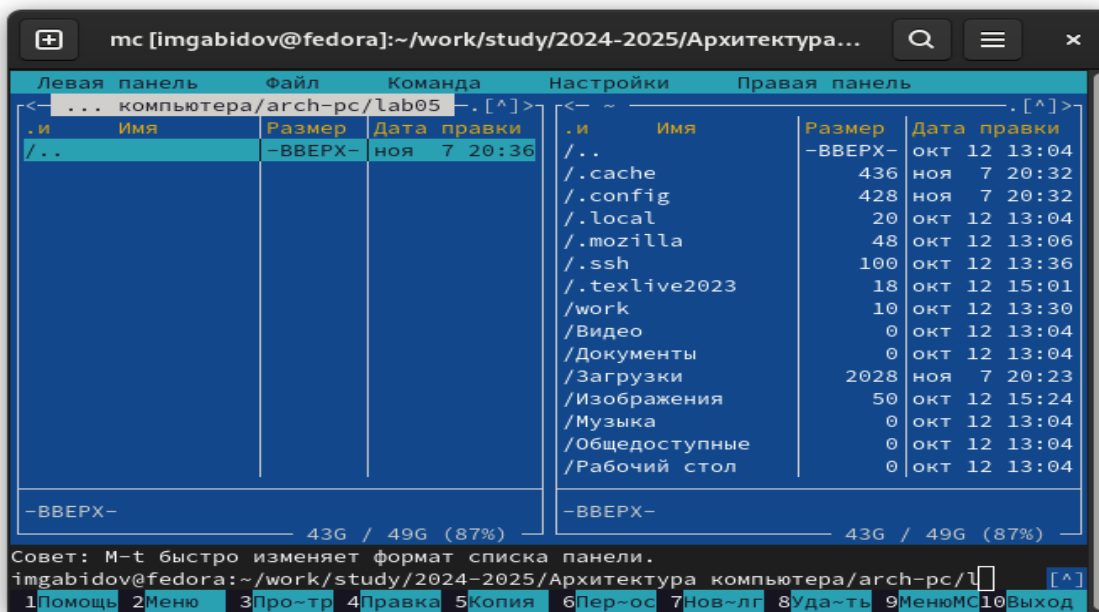 mc [imgabidov@fedora]:~/work/study/2024-2025/Архитектура...
Левая панель Файл Команда Настройки Правая панель
<— ... компьютера/arch-pc/lab05 —.[^]>
.и Имя Размер Дата правки
/.. -ВВЕРХ- ноя 7 20:36
-ВВЕРХ-
43G / 49G (87%)
<— ~ —.[^]>
.и Имя Размер Дата правки
/.. -ВВЕРХ- окт 12 13:04
/.cache 436 ноя 7 20:32
/.config 428 ноя 7 20:32
/.local 20 окт 12 13:04
/.mozilla 48 окт 12 13:06
/.ssh 100 окт 12 13:36
/.texlive2023 18 окт 12 15:01
/work 10 окт 12 13:30
/Видео 0 окт 12 13:04
/Документы 0 окт 12 13:04
/Загрузки 2028 ноя 7 20:23
/Изображения 50 окт 12 15:24
/Музыка 0 окт 12 13:04
/Общедоступные 0 окт 12 13:04
/Рабочий стол 0 окт 12 13:04
-ВВЕРХ-
43G / 49G (87%)
Совет: M-t быстро изменяет формат списка панели.
imgabidov@fedora:~/work/study/2024-2025/Архитектура компьютера/arch-pc/l [^]
1Помощь 2Меню 3Про~тр 4Правка 5Копия 6Пер~ос 7Нов~лг 8Уда~ть 9МенюMC 10Выход